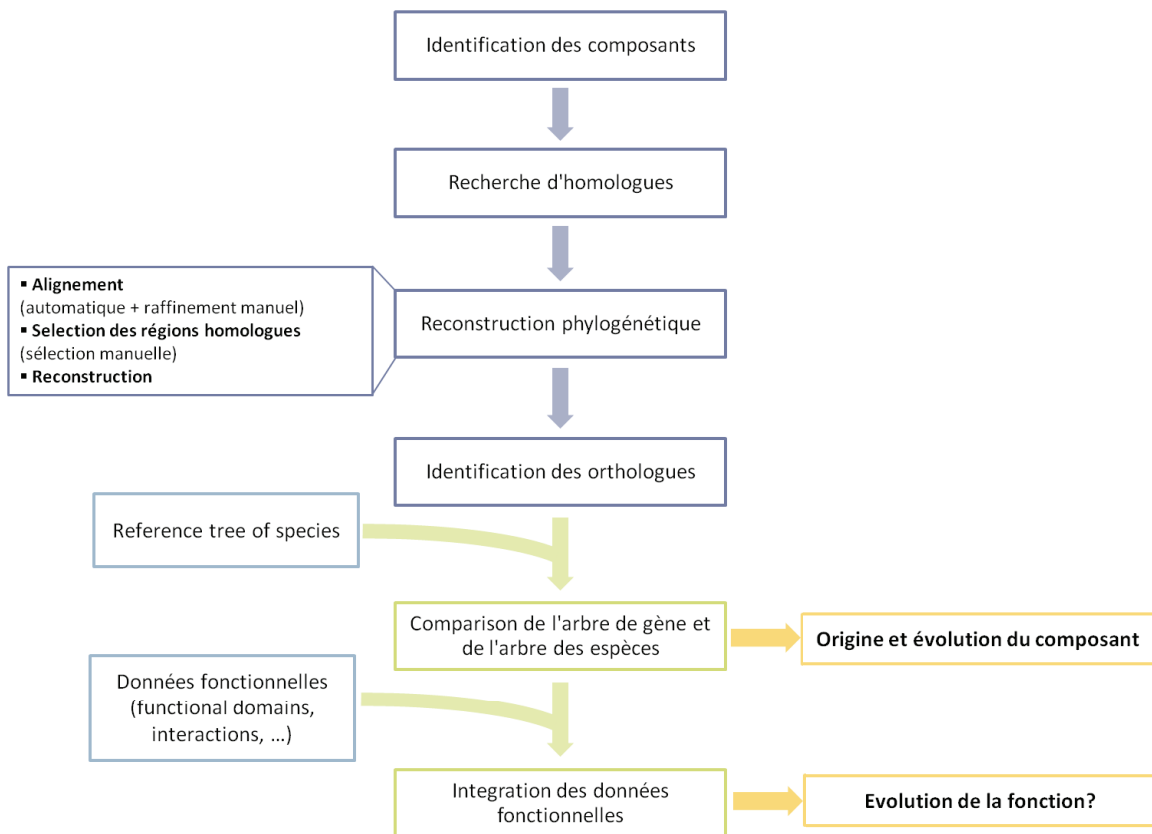 Identification des composants
Recherche d'homologues
▪ Alignement
(automatique + raffinement manuel)
▪ Selection des régions homologues
(sélection manuelle)
▪ Reconstruction
Reconstruction phylogénétique
Identification des orthologues
Reference tree of species
Comparison de l'arbre de gène et
de l'arbre des espèces
Origine et évolution du composant
Données fonctionnelles
(functional domains,
interactions, ...)
Integration des données
fonctionnelles
Evolution de la fonction?